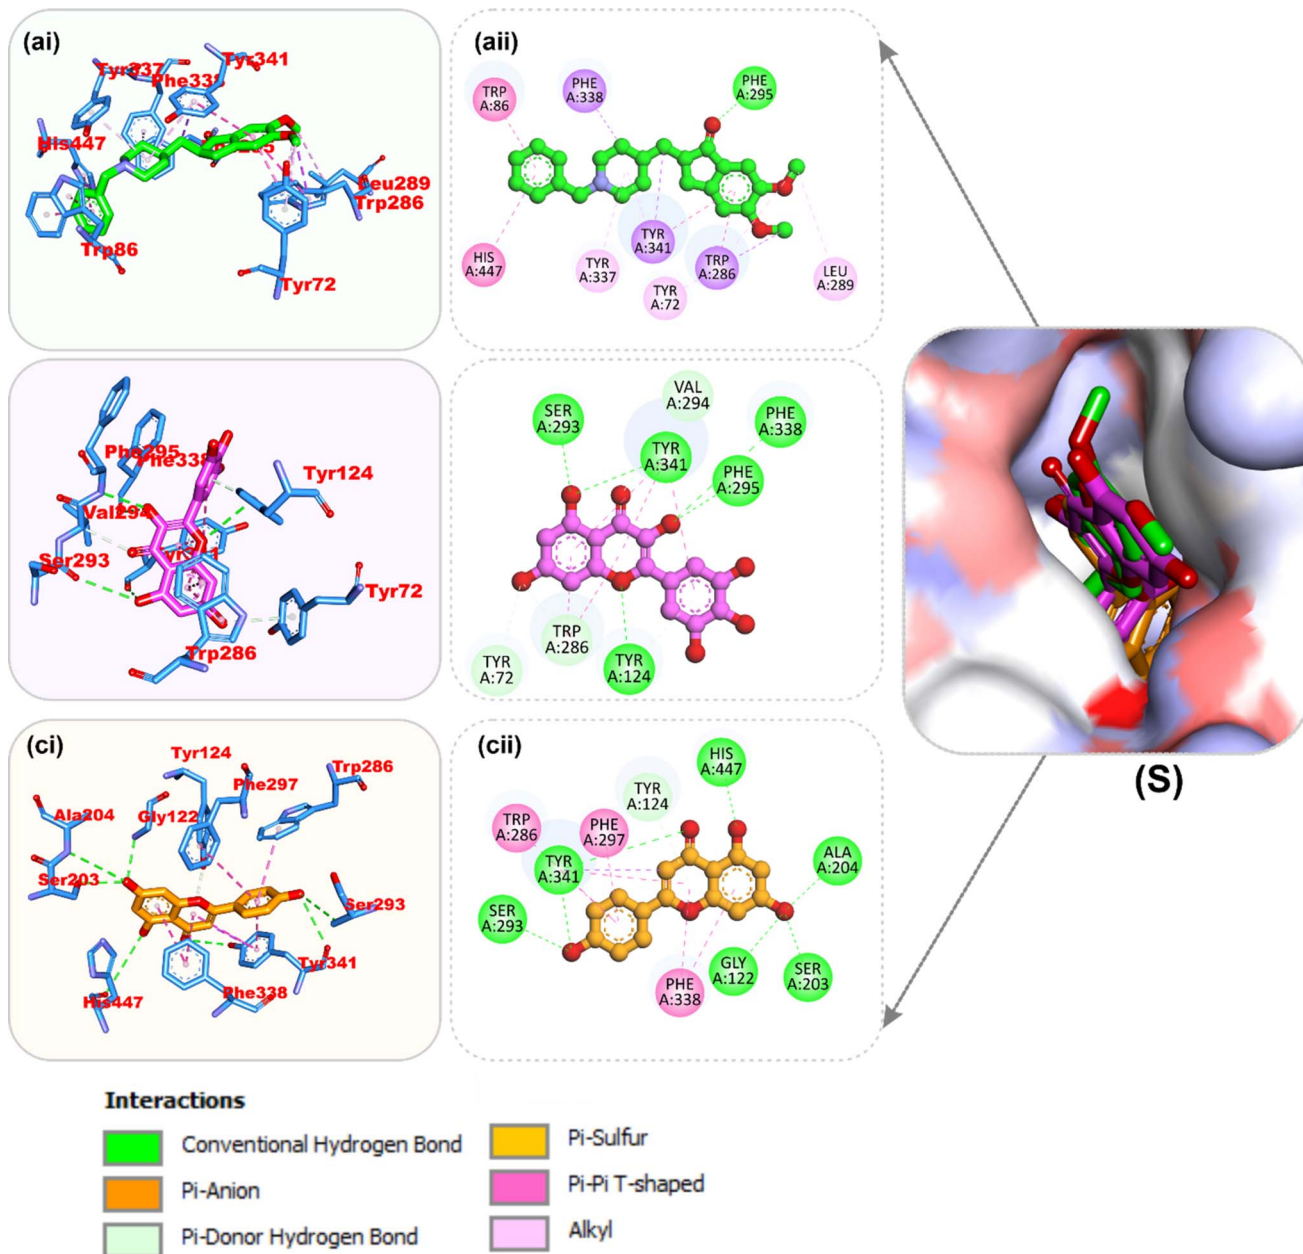 (ai)
Tyr337
Phe338
Tyr341
His447
Leu289
Trp286
Trp86
Tyr72
(aii)
TRP
A:86
PHE
A:338
PHE
A:295
HIS
A:447
TYR
A:337
TYR
A:341
TYR
A:72
TRP
A:286
LEU
A:289
Phe295
Phe338
Tyr124
Val294
Ser293
Tyr72
Trp286
SER
A:293
VAL
A:294
TYR
A:341
PHE
A:338
PHE
A:295
TYR
A:72
TRP
A:286
TYR
A:124
(S)
(ci)
Tyr124
Phe297
Trp286
Ala204
Gly122
Ser203
Ser293
Tyr341
His447
Phe338
(cii)
HIS
A:447
TYR
A:124
TRP
A:286
PHE
A:297
TYR
A:341
ALA
A:204
SER
A:293
PHE
A:338
GLY
A:122
SER
A:203
Interactions
Conventional Hydrogen Bond
Pi-Anion
Pi-Donor Hydrogen Bond
Pi-Sulfur
Pi-Pi T-shaped
Alkyl